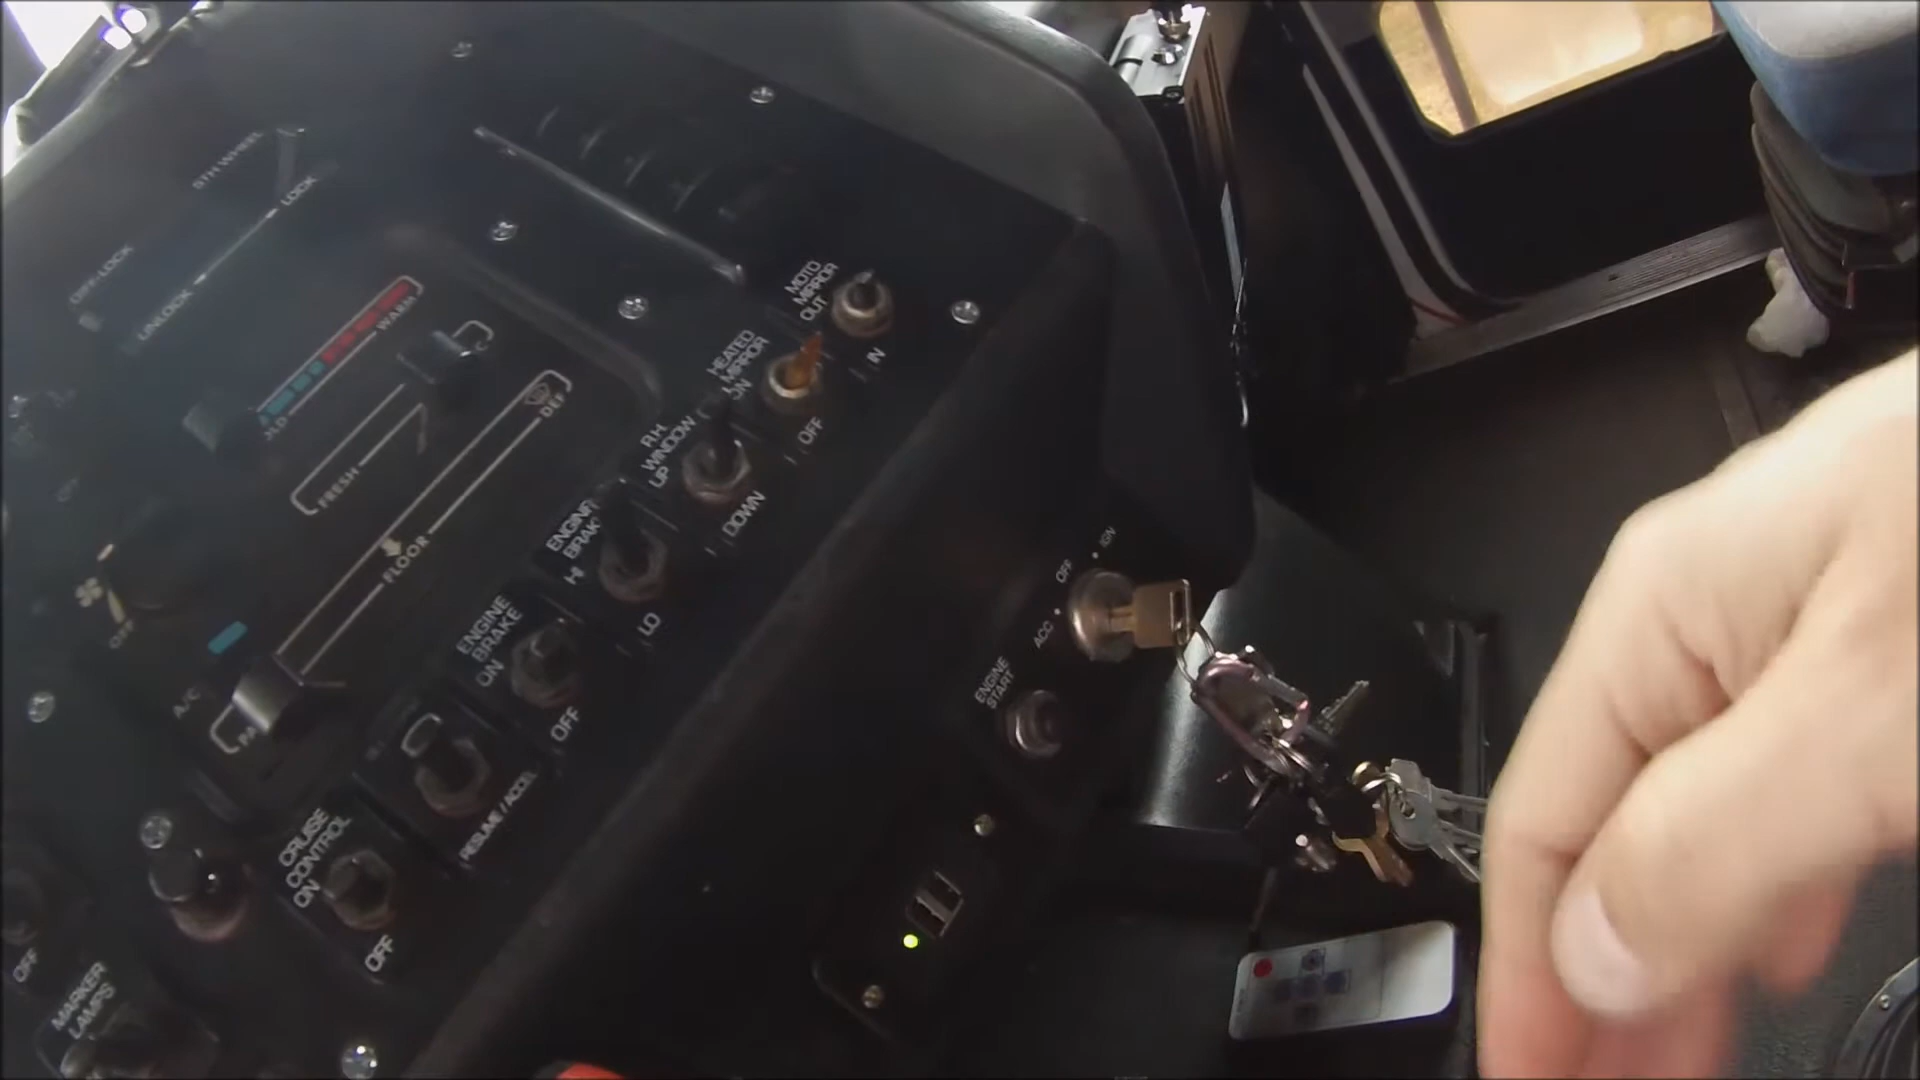 5TH WHEEL
LOCK
UNLOCK
DIFF-LOCK
WARM
FRESH
DEF
FLOOR
OFF
A/C
MOTO
MIRROR
OUT
IN
HEATED
MIRROR
ON
OFF
R.H.
WINDOW
UP
DOWN
ENGINE
HI
LO
ENGINE
BRAKE
ON
OFF
RESUME / ACCEL
CRUISE
CONTROL
ON
OFF
OFF
MARKER
LAMPS
IGN
OFF
ACC
ENGINE
START